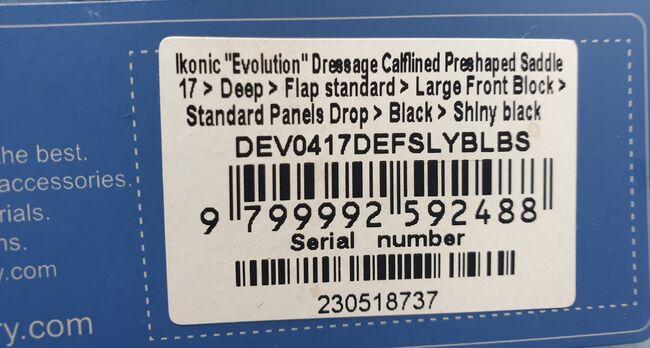 Ikonic "Evolution" Dressage Calflined Preshaped Saddle
17 > Deep > Flap standard > Large Front Block >
Standard Panels Drop > Black > Shiny black
DEV0417DEFSLYBLBS
9 799992 592488
Serial number
230518737
the best.
accessories.
rials.
ns.
y.com
ry.com